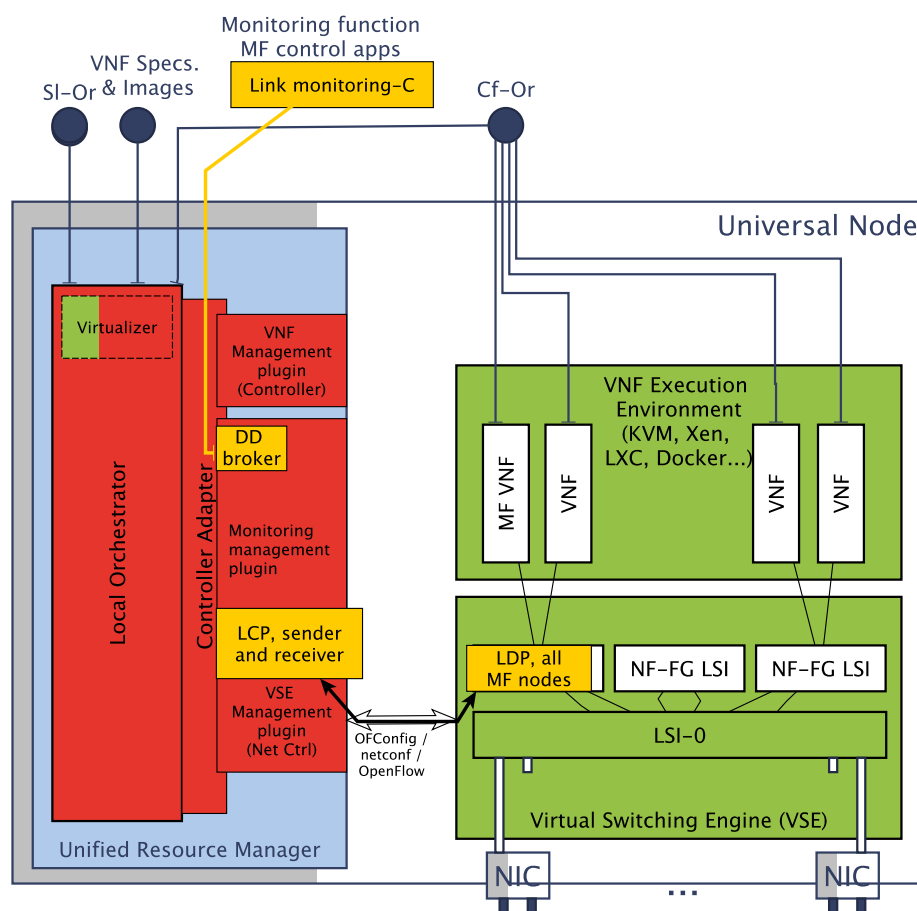 Monitoring function
MF control apps
Link monitoring-C
VNF Specs.
& Images
Sl-Or
Cf-Or
Universal Node
Virtualizer
VNF
Management
plugin
(Controller)
DD
broker
Monitoring
management
plugin
Local Orchestrator
Controller Adapter
LCP, sender
and receiver
VSE
Management
plugin
(Net Ctrl)
Unified Resource Manager
OFConfig /
netconf /
OpenFlow
VNF Execution
Environment
(KVM, Xen,
LXC, Docker...)
MF VNF
VNF
VNF
VNF
LDP, all
MF nodes
NF-FG LSI
NF-FG LSI
LSI-0
Virtual Switching Engine (VSE)
NIC
...
NIC